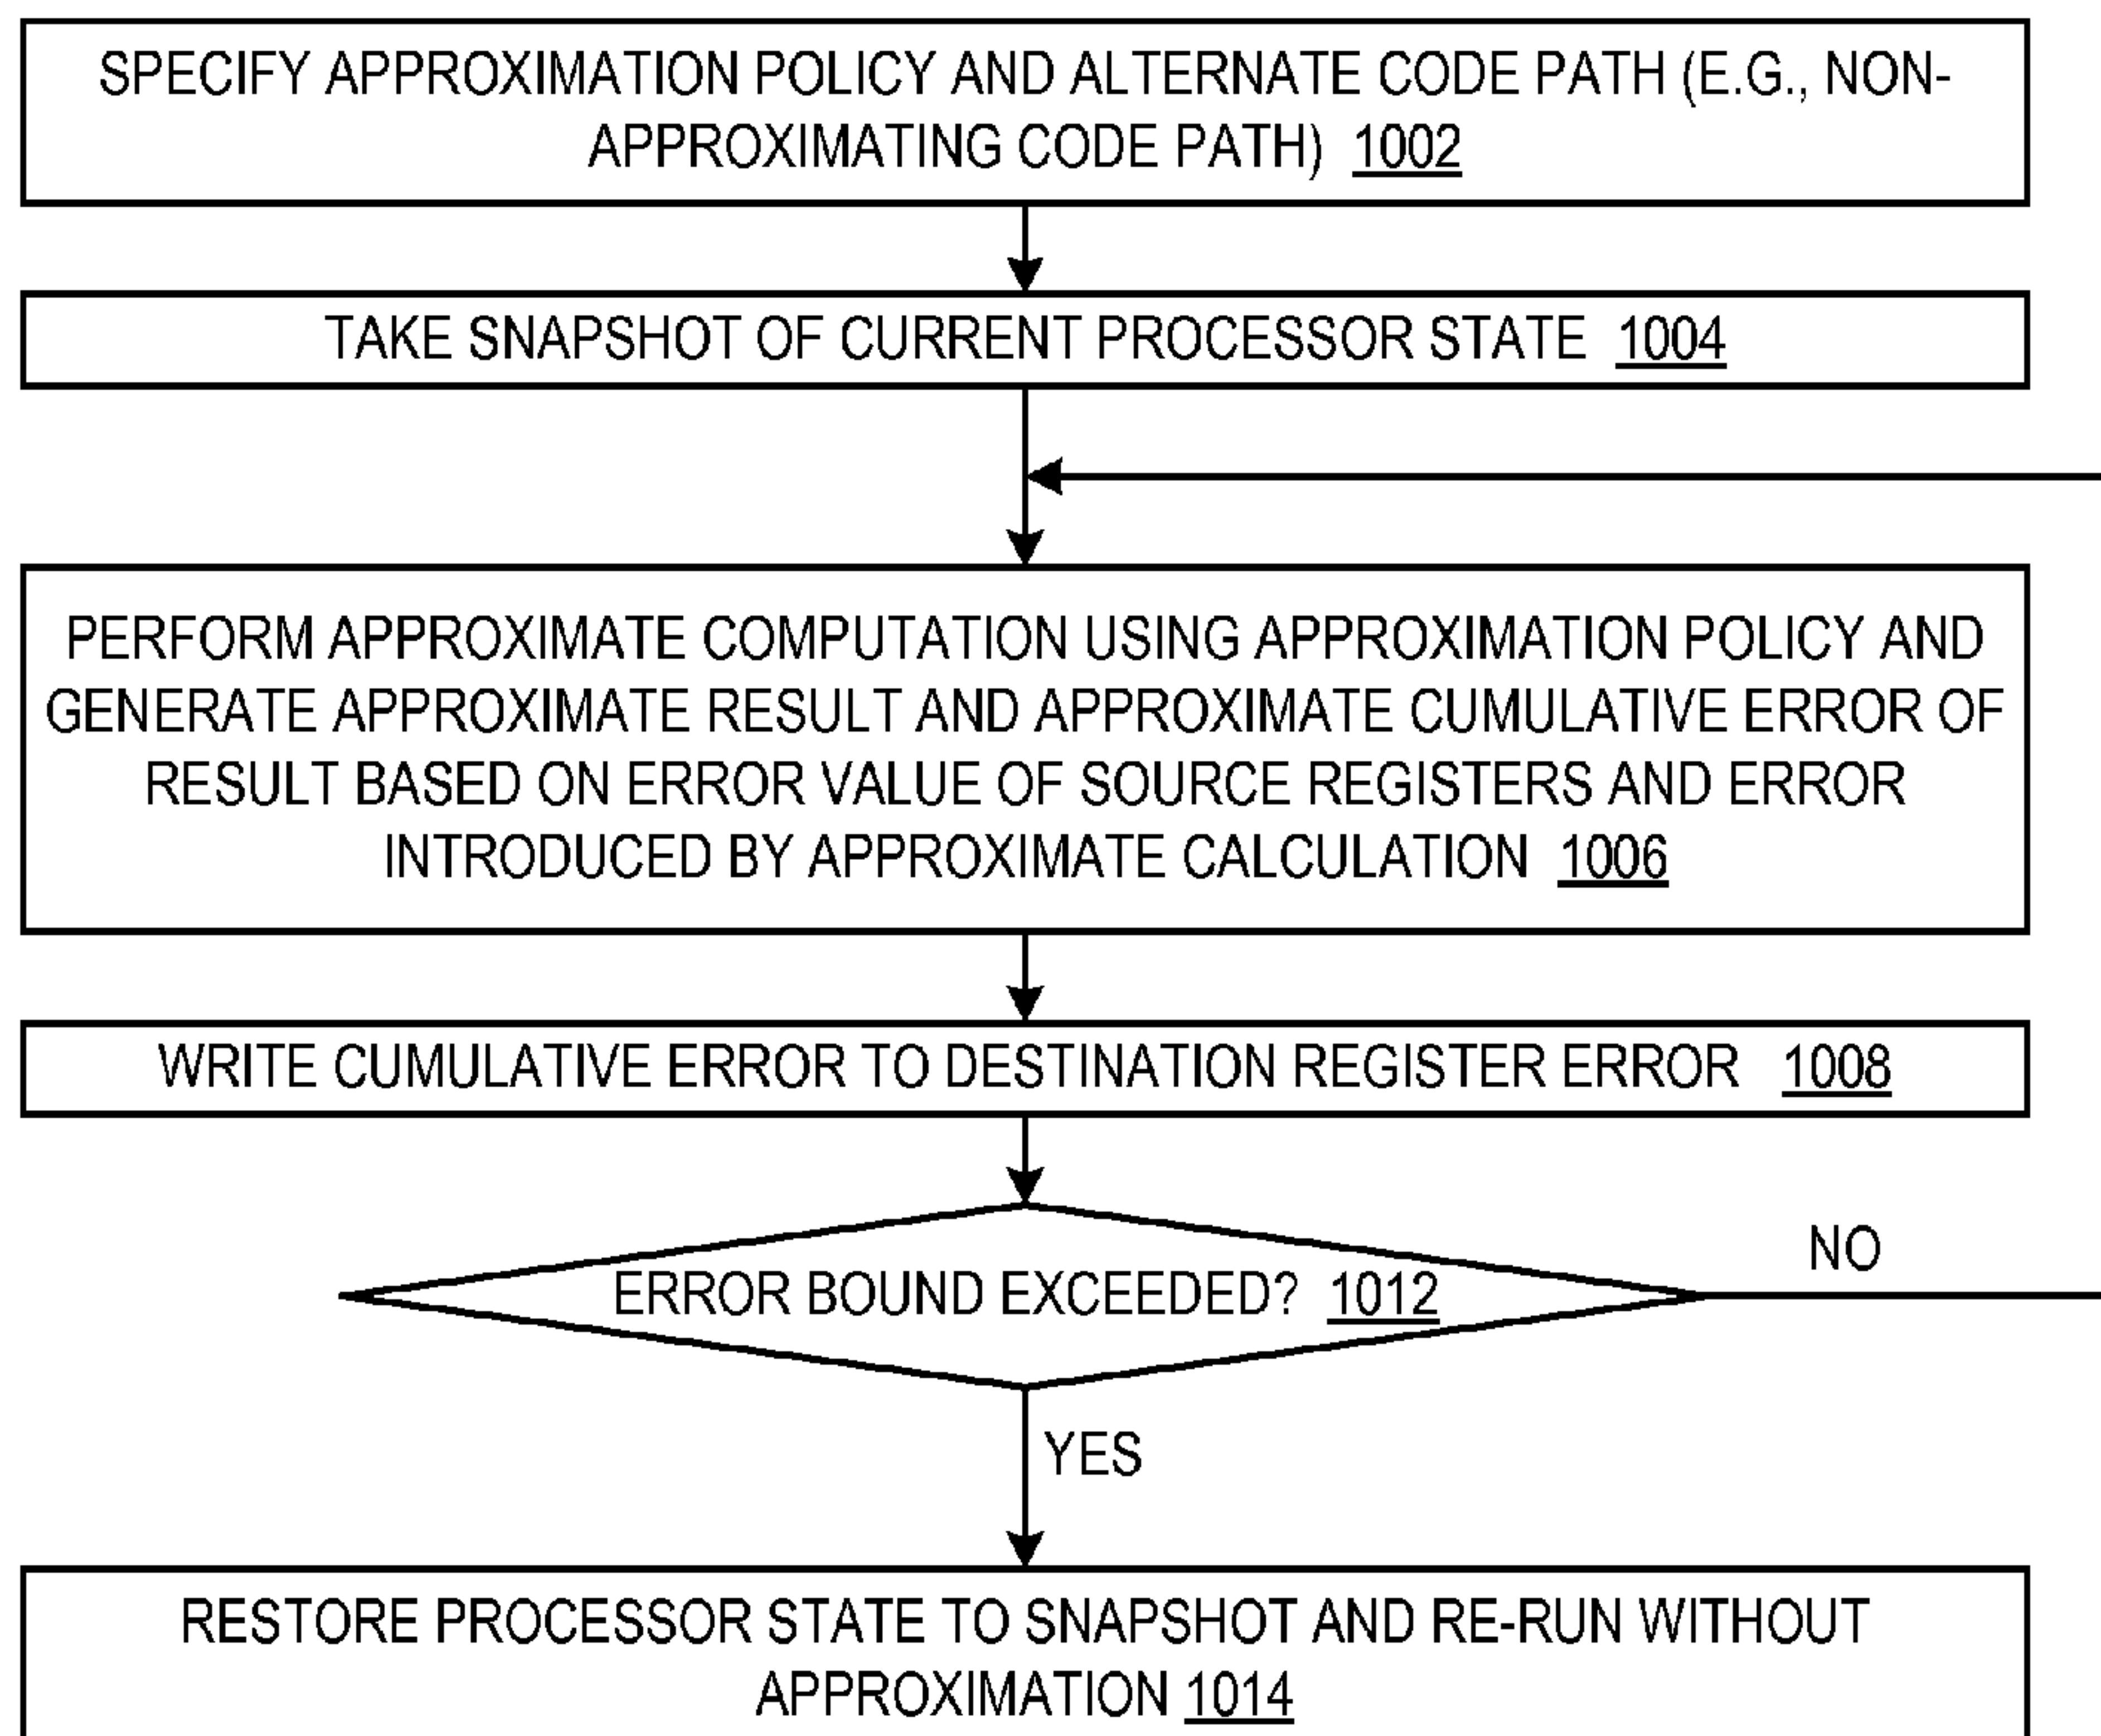 SPECIFY APPROXIMATION POLICY AND ALTERNATE CODE PATH (E.G., NON-
APPROXIMATING CODE PATH) 1002
TAKE SNAPSHOT OF CURRENT PROCESSOR STATE 1004
PERFORM APPROXIMATE COMPUTATION USING APPROXIMATION POLICY AND
GENERATE APPROXIMATE RESULT AND APPROXIMATE CUMULATIVE ERROR OF
RESULT BASED ON ERROR VALUE OF SOURCE REGISTERS AND ERROR
INTRODUCED BY APPROXIMATE CALCULATION 1006
WRITE CUMULATIVE ERROR TO DESTINATION REGISTER ERROR 1008
NO
ERROR BOUND EXCEEDED? 1012
YES
RESTORE PROCESSOR STATE TO SNAPSHOT AND RE-RUN WITHOUT
APPROXIMATION 1014